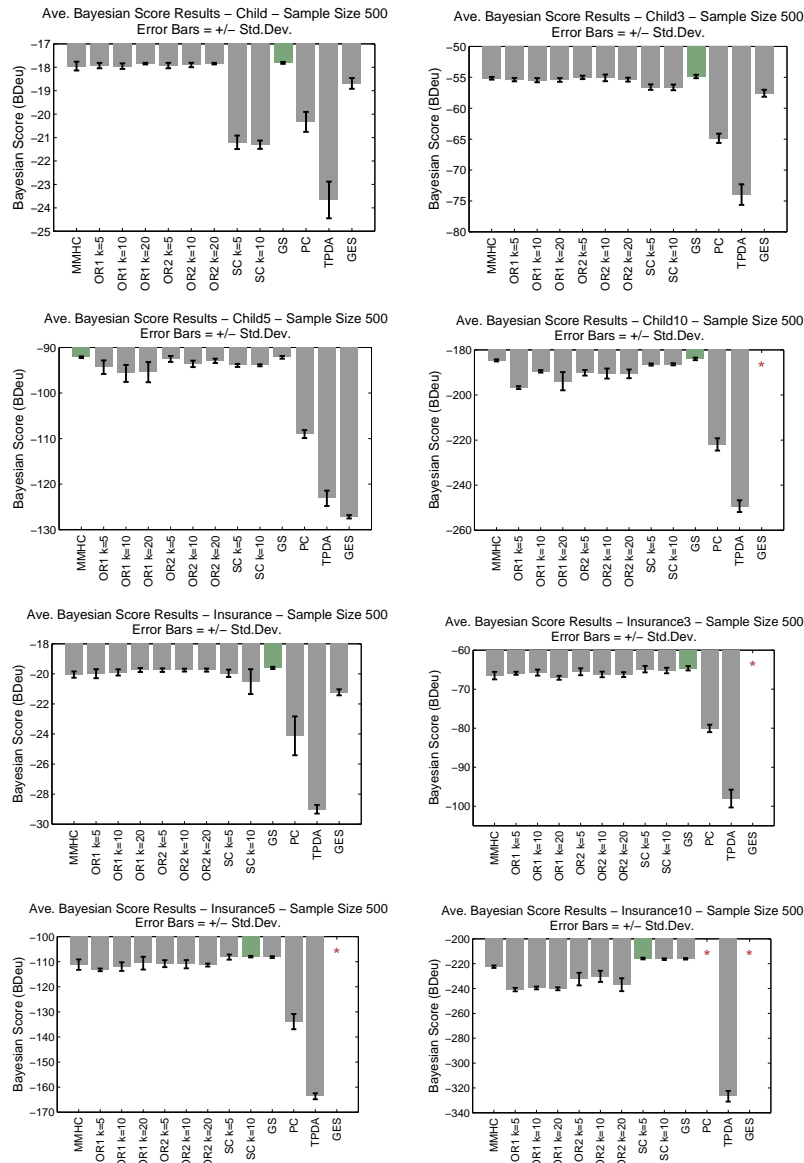 Ave. Bayesian Score Results − Child − Sample Size 500
Error Bars = +/− Std.Dev.
Bayesian Score (BDeu)
−17
−18
−19
−20
−21
−22
−23
−24
−25
MMHC
OR1 k=5
OR1 k=10
OR1 k=20
OR2 k=5
OR2 k=10
OR2 k=20
SC k=5
SC k=10
GS
PC
TPDA
GES
Ave. Bayesian Score Results − Child3 − Sample Size 500
Error Bars = +/− Std.Dev.
Bayesian Score (BDeu)
−50
−55
−60
−65
−70
−75
−80
MMHC
OR1 k=5
OR1 k=10
OR1 k=20
OR2 k=5
OR2 k=10
OR2 k=20
SC k=5
SC k=10
GS
PC
TPDA
GES
Ave. Bayesian Score Results − Child5 − Sample Size 500
Error Bars = +/− Std.Dev.
Bayesian Score (BDeu)
−90
−100
−110
−120
−130
MMHC
OR1 k=5
OR1 k=10
OR1 k=20
OR2 k=5
OR2 k=10
OR2 k=20
SC k=5
SC k=10
GS
PC
TPDA
GES
Ave. Bayesian Score Results − Child10 − Sample Size 500
Error Bars = +/− Std.Dev.
Bayesian Score (BDeu)
−180
−200
−220
−240
−260
*
MMHC
OR1 k=5
OR1 k=10
OR1 k=20
OR2 k=5
OR2 k=10
OR2 k=20
SC k=5
SC k=10
GS
PC
TPDA
GES
Ave. Bayesian Score Results − Insurance − Sample Size 500
Error Bars = +/− Std.Dev.
Bayesian Score (BDeu)
−18
−20
−22
−24
−26
−28
−30
MMHC
OR1 k=5
OR1 k=10
OR1 k=20
OR2 k=5
OR2 k=10
OR2 k=20
SC k=5
SC k=10
GS
PC
TPDA
GES
Ave. Bayesian Score Results − Insurance3 − Sample Size 500
Error Bars = +/− Std.Dev.
Bayesian Score (BDeu)
−60
−70
−80
−90
−100
*
MMHC
OR1 k=5
OR1 k=10
OR1 k=20
OR2 k=5
OR2 k=10
OR2 k=20
SC k=5
SC k=10
GS
PC
TPDA
GES
Ave. Bayesian Score Results − Insurance5 − Sample Size 500
Error Bars = +/− Std.Dev.
Bayesian Score (BDeu)
−100
−110
−120
−130
−140
−150
−160
−170
*
MMHC
OR1 k=5
OR1 k=10
OR1 k=20
OR2 k=5
OR2 k=10
OR2 k=20
SC k=5
SC k=10
GS
PC
TPDA
GES
Ave. Bayesian Score Results − Insurance10 − Sample Size 500
Error Bars = +/− Std.Dev.
Bayesian Score (BDeu)
−200
−220
−240
−260
−280
−300
−320
−340
* *
MMHC
OR1 k=5
OR1 k=10
OR1 k=20
OR2 k=5
OR2 k=10
OR2 k=20
SC k=5
SC k=10
GS
PC
TPDA
GES